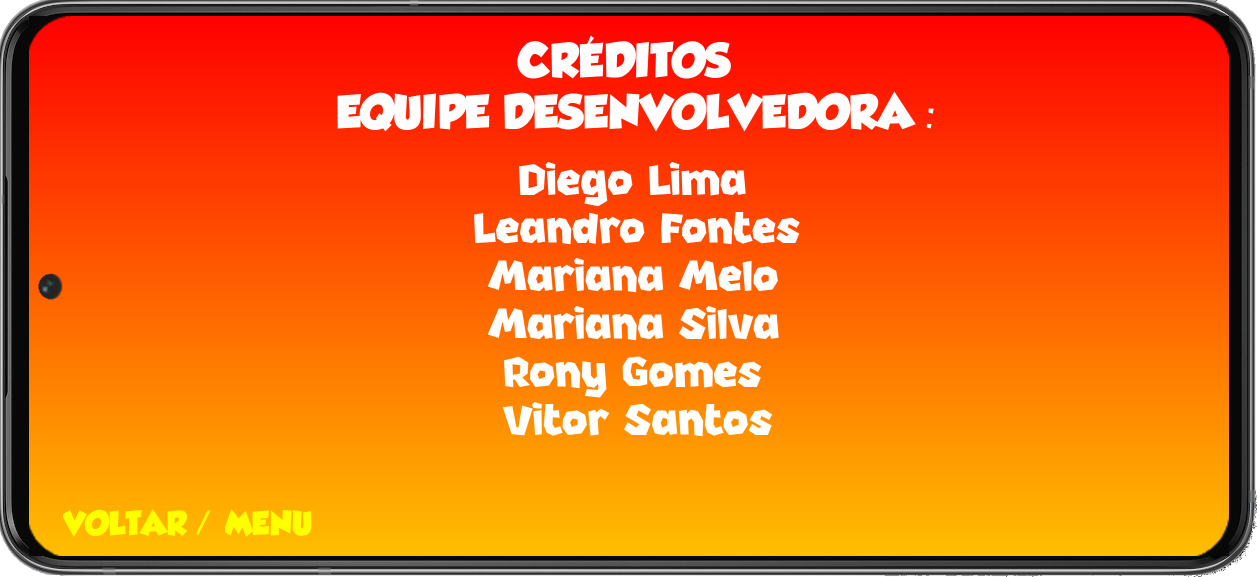 CRÉDITOS
EQUIPE DESENVOLVEDORA :
Diego Lima
Leandro Fontes
Mariana Melo
Mariana Silva
Rony Gomes
Vitor Santos
VOLTAR / MENU